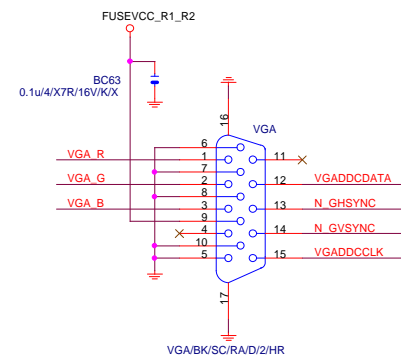 FUSEVCC_R1_R2
BC63
0.1u/4/X7R/16V/K/X
16
VGA
6
VGA_R
1
11
7
VGA_G
2
12
VGADDCDATA
8
VGA_B
3
13
N_GHSYNC
9
4
14
N_GVSYNC
10
5
15
VGADDCCLK
17
VGA/BK/SC/RA/D/2/HR